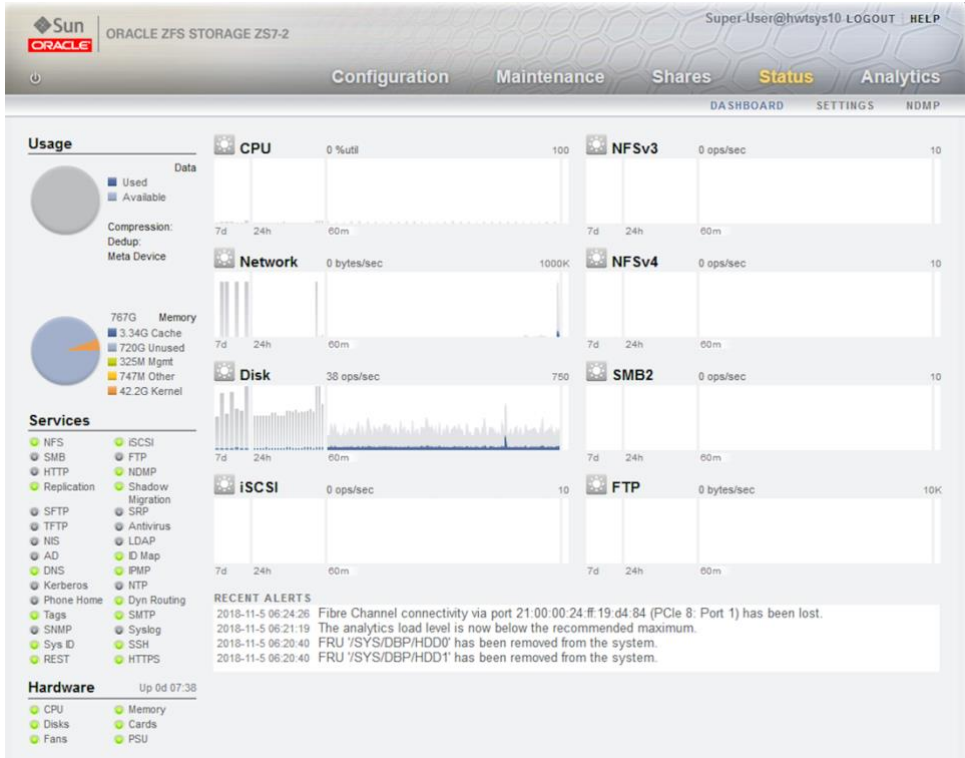 Sun
ORACLE
ORACLE ZFS STORAGE ZS7-2
Super-User@hwtsys10 LOGOUT HELP
Configuration Maintenance Shares Status Analytics
DASHBOARD SETTINGS NDMP
Usage
Data
Used
Available
Compression:
Dedup:
Meta Device
767G Memory
3.34G Cache
720G Unused
325M Mgmt
747M Other
42.2G Kernel
Services
NFS iSCSI
SMB FTP
HTTP NDMP
Replication Shadow Migration
SFTP SRP
TFTP Antivirus
NIS LDAP
AD ID Map
DNS IPMP
Kerberos NTP
Phone Home Dyn Routing
Tags SMTP
SNMP Syslog
Sys ID SSH
REST HTTPS
Hardware Up 0d 07:38
CPU Memory
Disks Cards
Fans PSU
CPU 0 %util 100
7d 24h 60m
NFSv3 0 ops/sec 10
7d 24h 60m
Network 0 bytes/sec 1000K
7d 24h 60m
NFSv4 0 ops/sec 10
7d 24h 60m
Disk 38 ops/sec 750
7d 24h 60m
SMB2 0 ops/sec 10
7d 24h 60m
iSCSI 0 ops/sec 10
7d 24h 60m
FTP 0 bytes/sec 10K
7d 24h 60m
RECENT ALERTS
2018-11-5 06:24:26 Fibre Channel connectivity via port 21:00:00:24:ff:19:d4:84 (PCIe 8: Port 1) has been lost.
2018-11-5 06:21:19 The analytics load level is now below the recommended maximum.
2018-11-5 06:20:40 FRU '/SYS/DBP/HDD0' has been removed from the system.
2018-11-5 06:20:40 FRU '/SYS/DBP/HDD1' has been removed from the system.